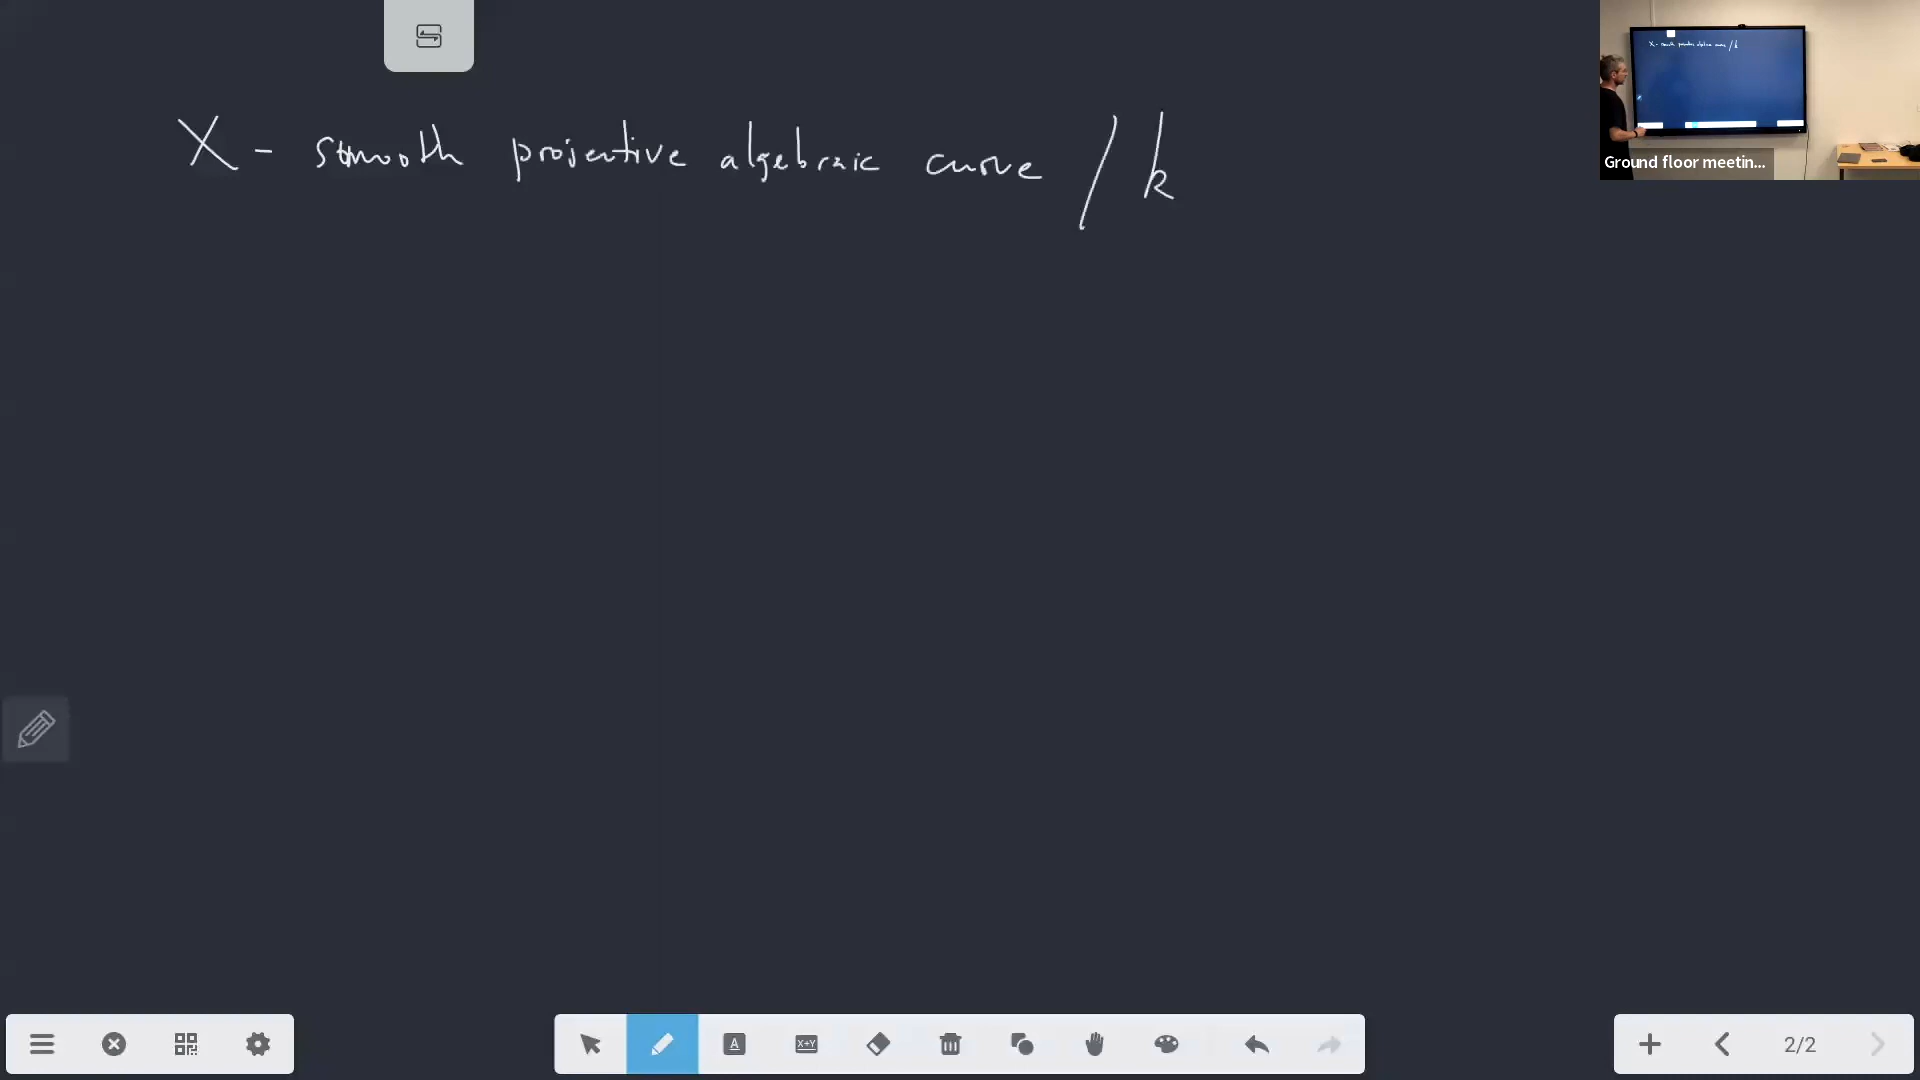 X - smooth projective algebraic curve / k
Ground floor meetin...
A
X+Y
2/2